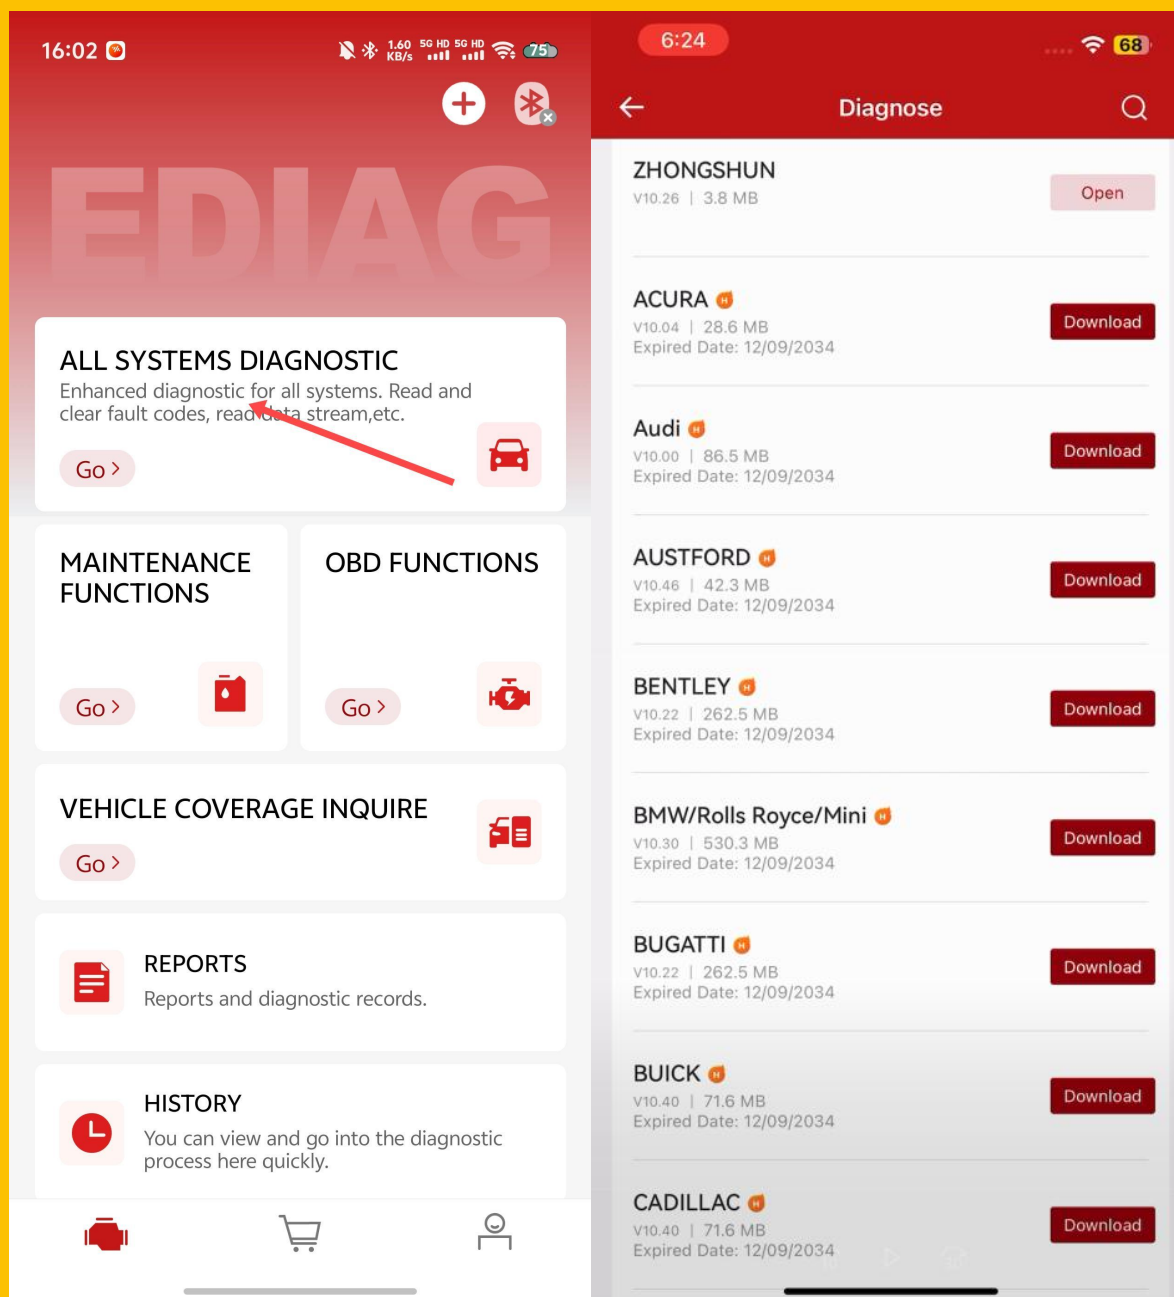 16:02
1.60 KB/s
5G HD 5G HD
75
EDIAG
ALL SYSTEMS DIAGNOSTIC
Enhanced diagnostic for all systems. Read and
clear fault codes, read data stream,etc.
Go >
MAINTENANCE
FUNCTIONS
Go >
OBD FUNCTIONS
Go >
VEHICLE COVERAGE INQUIRE
Go >
REPORTS
Reports and diagnostic records.
HISTORY
You can view and go into the diagnostic
process here quickly.
6:24
68
Diagnose
ZHONGSHUN
V10.26 | 3.8 MB
Open
ACURA H
V10.04 | 28.6 MB
Expired Date: 12/09/2034
Download
Audi H
V10.00 | 86.5 MB
Expired Date: 12/09/2034
Download
AUSTFORD H
V10.46 | 42.3 MB
Expired Date: 12/09/2034
Download
BENTLEY H
V10.22 | 262.5 MB
Expired Date: 12/09/2034
Download
BMW/Rolls Royce/Mini H
V10.30 | 530.3 MB
Expired Date: 12/09/2034
Download
BUGATTI H
V10.22 | 262.5 MB
Expired Date: 12/09/2034
Download
BUICK H
V10.40 | 71.6 MB
Expired Date: 12/09/2034
Download
CADILLAC H
V10.40 | 71.6 MB
Expired Date: 12/09/2034
Download